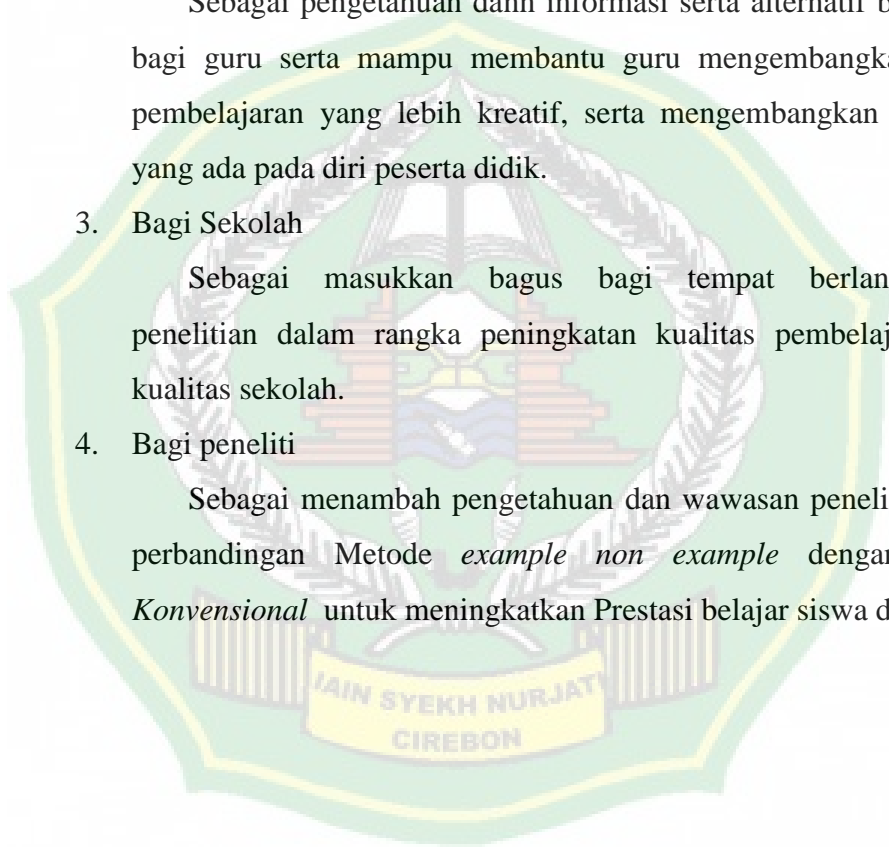 Sebagai pengetahuan dann informasi serta alternatif
bagi guru serta mampu membantu guru
pembelajaran yang lebih kreatif, serta mengembangkan
yang ada pada diri peserta didik.
3. Bagi Sekolah
Sebagai masukkan bagus bagi tempat
penelitian dalam rangka peningkatan kualitas
kualitas sekolah.
4. Bagi peneliti
Sebagai menambah pengetahuan dan wawasan
perbandingan Metode example non example
Konvensional untuk meningkatkan Prestasi belajar siswa
IAIN SYEKH NURJATI
CIREBON